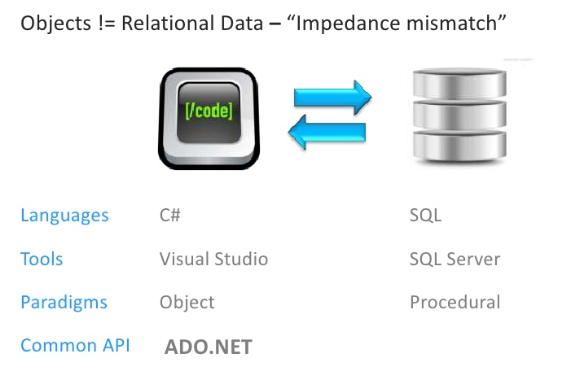 Objects != Relational Data – “Impedance mismatch”
[/code]
Languages C# SQL
Tools Visual Studio SQL Server
Paradigms Object Procedural
Common API ADO.NET